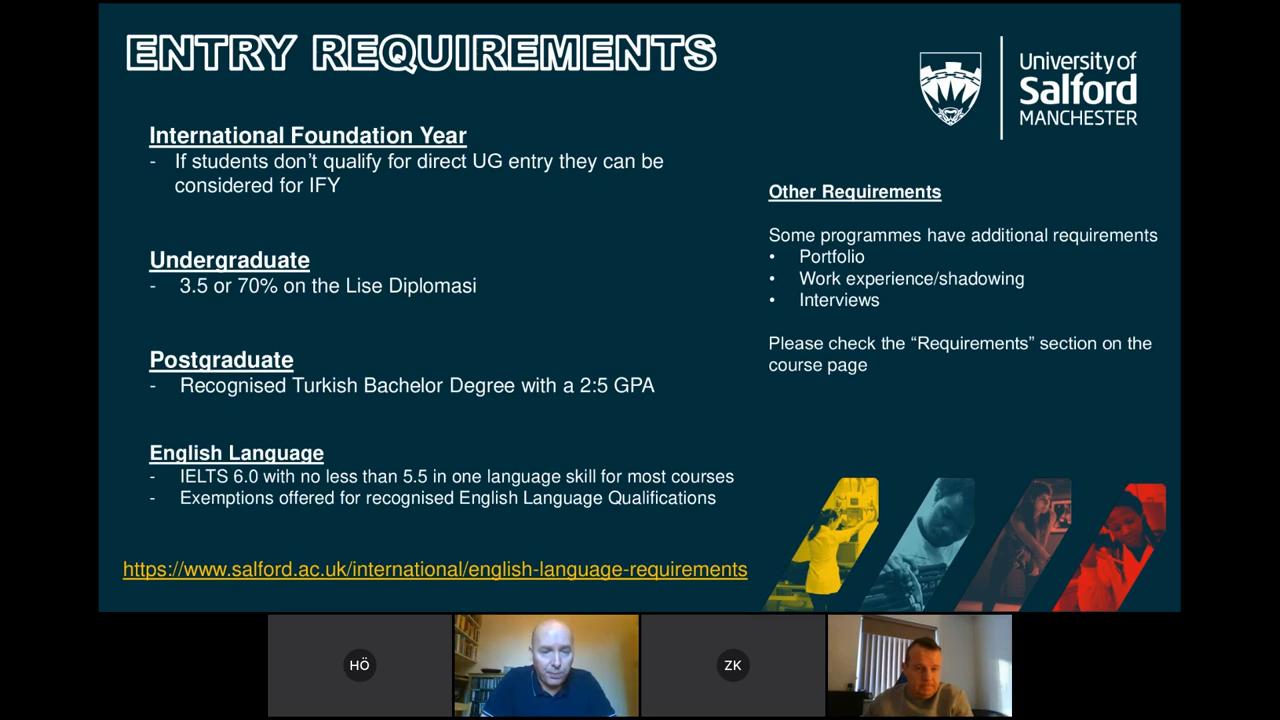 ENTRY REQUIREMENTS
University of
Salford
MANCHESTER
International Foundation Year
- If students don’t qualify for direct UG entry they can be
considered for IFY
Undergraduate
- 3.5 or 70% on the Lise Diplomasi
Postgraduate
- Recognised Turkish Bachelor Degree with a 2:5 GPA
English Language
- IELTS 6.0 with no less than 5.5 in one language skill for most courses
- Exemptions offered for recognised English Language Qualifications
https://www.salford.ac.uk/international/english-language-requirements
Other Requirements
Some programmes have additional requirements
• Portfolio
• Work experience/shadowing
• Interviews
Please check the “Requirements” section on the
course page
HÖ
ZK